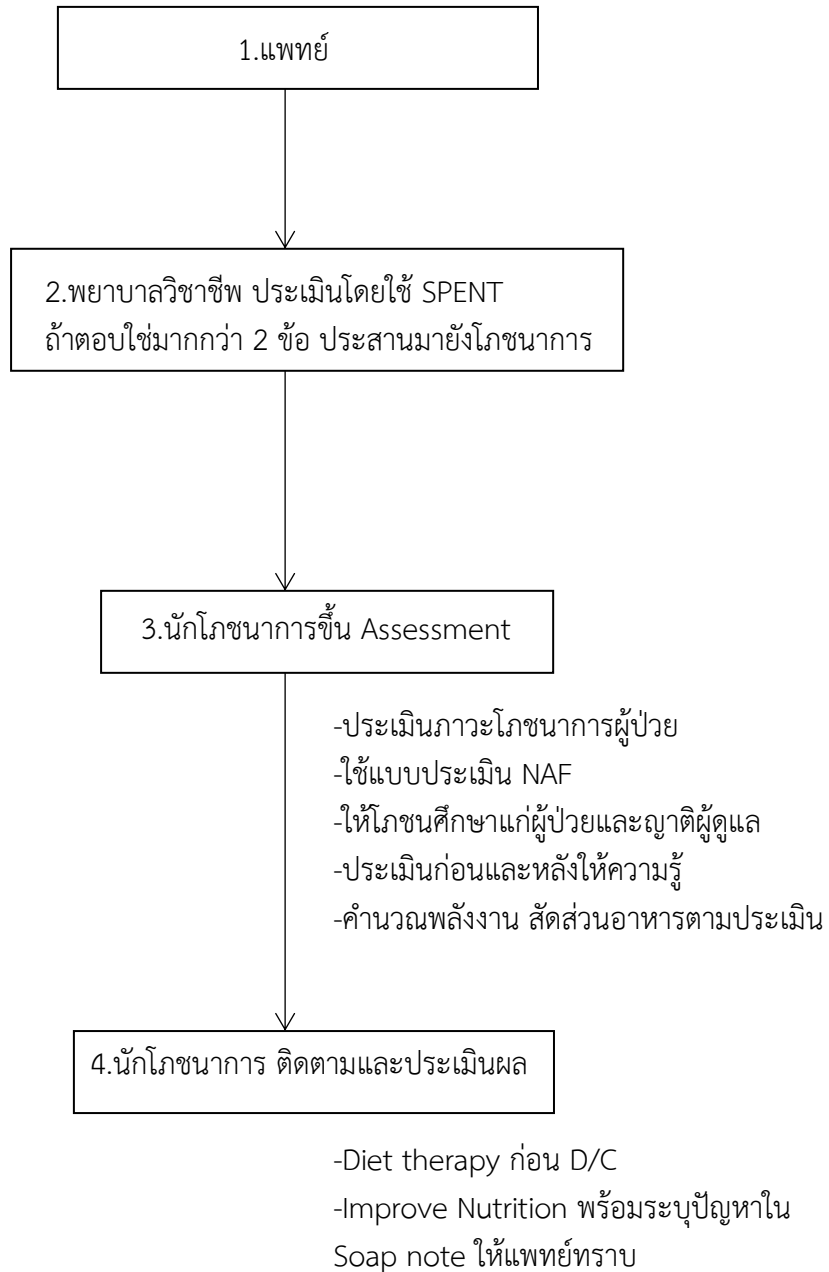 1.แพทย์
2.พยาบาลวิชาชีพ ประเมินโดยใช้ SPENT
ถ้าตอบใช่มากกว่า 2 ข้อ ประสานมายังโภชนาการ
3.นักโภชนาการขึ้น Assessment
-ประเมินภาวะโภชนาการผู้ป่วย
-ใช้แบบประเมิน NAF
-ให้โภชนศึกษาแก่ผู้ป่วยและญาติผู้ดูแล
-ประเมินก่อนและหลังให้ความรู้
-คำนวณพลังงาน สัดส่วนอาหารตามประเมิน
4.นักโภชนาการ ติดตามและประเมินผล
-Diet therapy ก่อน D/C
-Improve Nutrition พร้อมระบุปัญหาใน
Soap note ให้แพทย์ทราบ